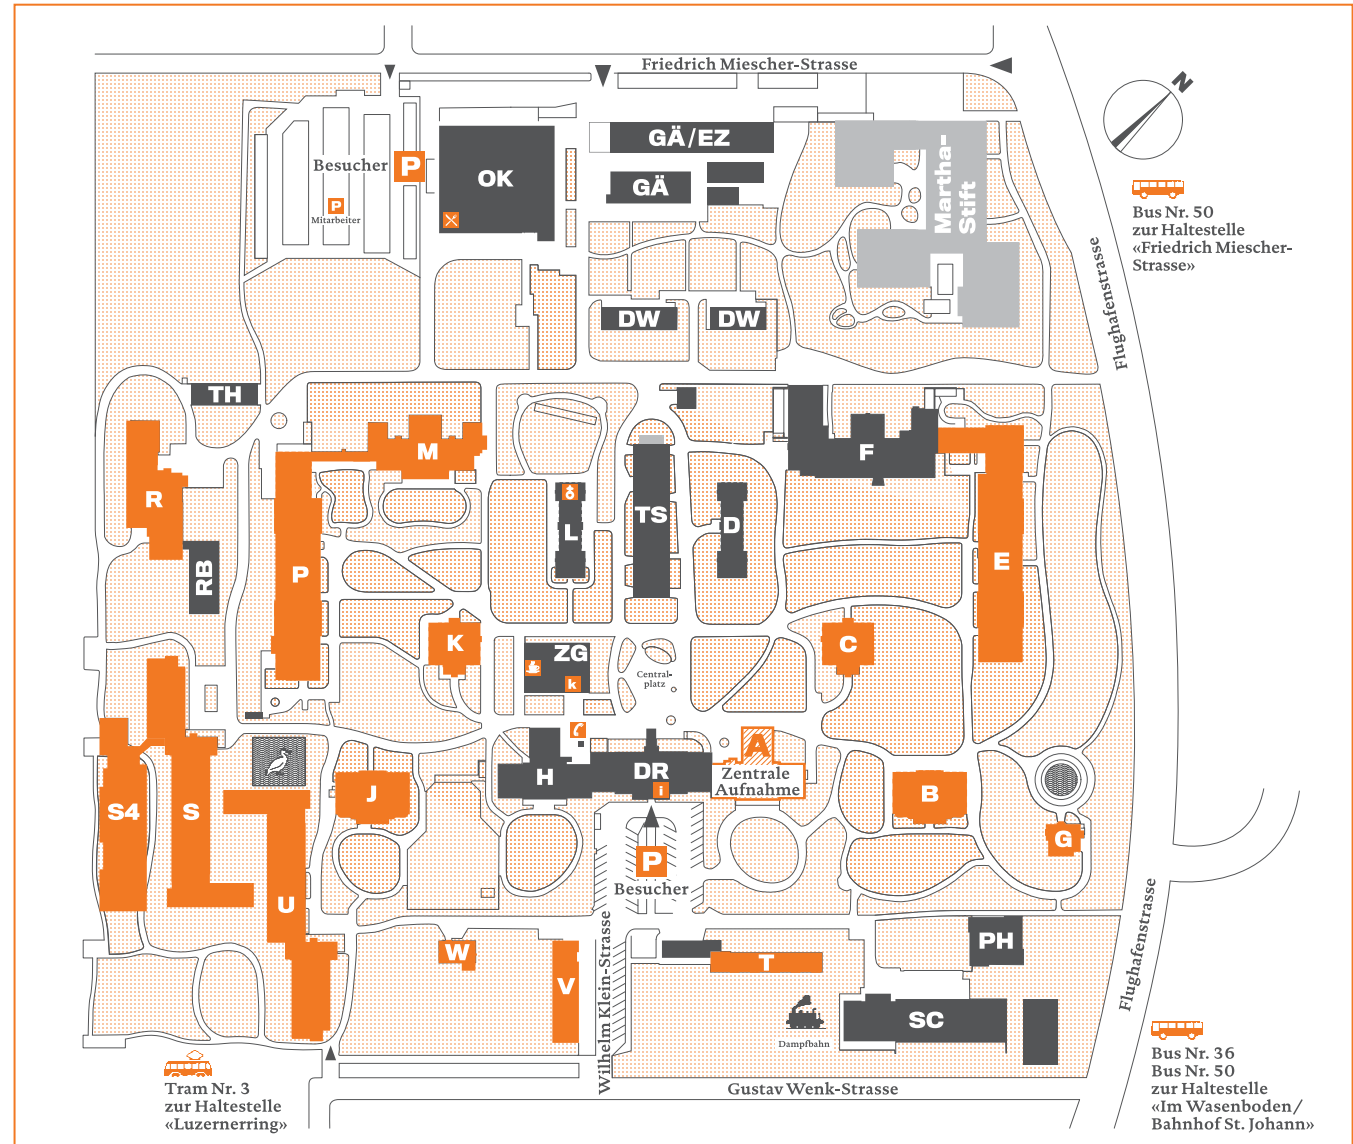 Friedrich Miescher-Strasse
N
Besucher
P
P
Mitarbeiter
OK
GÄ/EZ
GÄ
Martha-
Stift
Bus Nr. 50
zur Haltestelle
«Friedrich Miescher-
Strasse»
Flughafenstrasse
DW
DW
TH
M
F
R
L
TS
D
P
RB
E
K
ZG
k
C
Central-
platz
A
Zentrale
Aufnahme
H
DR
i
J
B
S4
S
G
P
Besucher
U
W
V
Wilhelm Klein-Strasse
T
PH
SC
Dampfbahn
Flughafenstrasse
Tram Nr. 3
zur Haltestelle
«Luzernerring»
Gustav Wenk-Strasse
Bus Nr. 36
Bus Nr. 50
zur Haltestelle
«Im Wasenboden/
Bahnhof St. Johann»